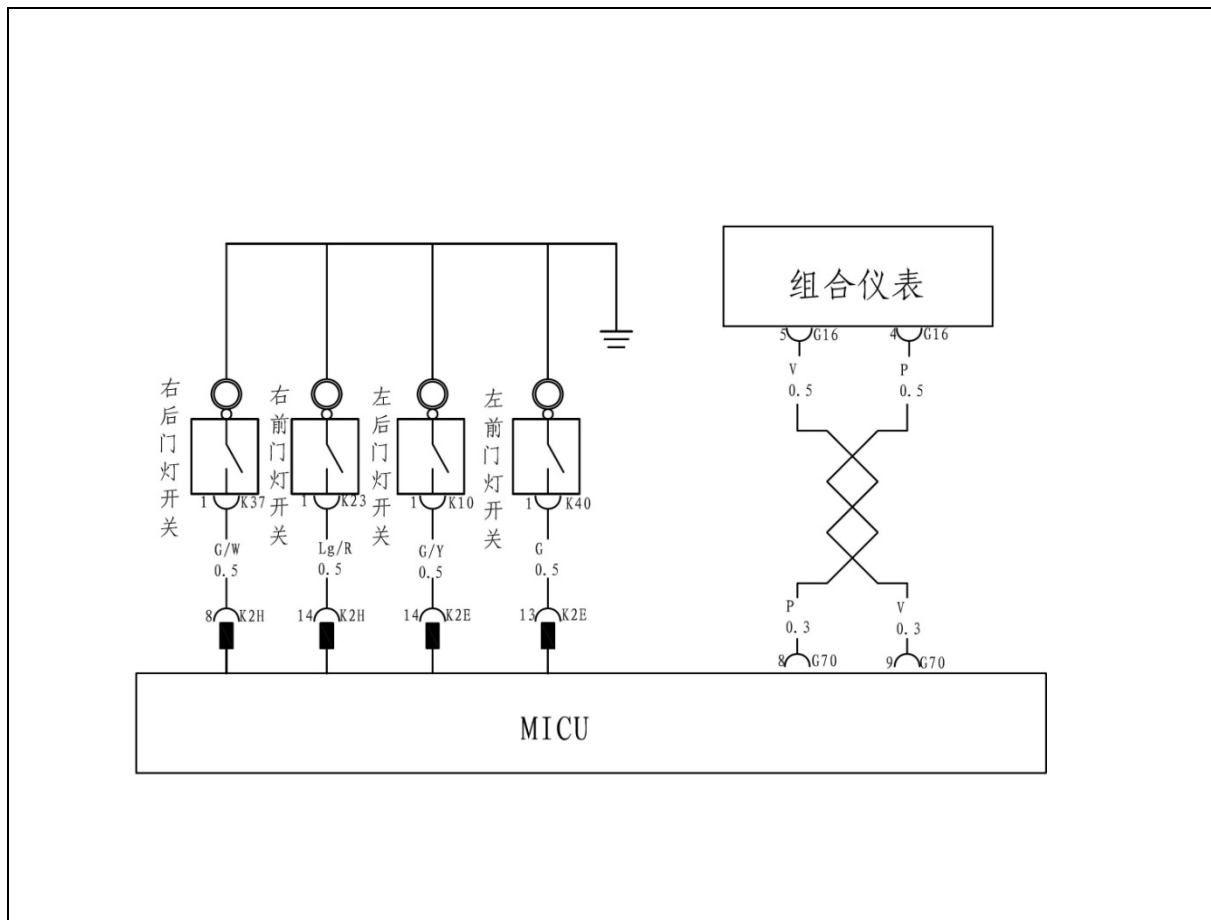 组合仪表
5 G16
4 G16
V
0.5
P
0.5
右后门灯开关
右前门灯开关
左后门灯开关
左前门灯开关
1 K37
1 K23
1 K10
1 K40
G/W
0.5
Lg/R
0.5
G/Y
0.5
G
0.5
8 K2H
14 K2H
14 K2E
13 K2E
P
0.3
V
0.3
8 G70
9 G70
MICU